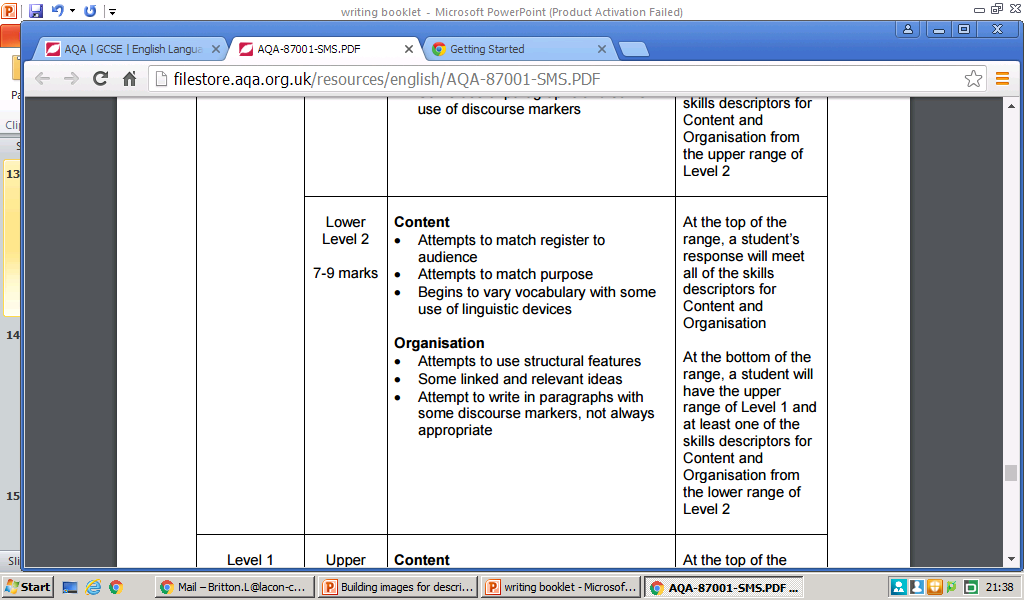 writing booklet - Microsoft PowerPoint (Product Activation Failed)
AQA | GCSE | English Langua
AQA-87001-SMS.PDF
Getting Started
filestore.aqa.org.uk/resources/english/AQA-87001-SMS.PDF
Clip
13
14
15
use of discourse markers
skills descriptors for
Content and
Organisation from
the upper range of
Level 2
Lower
Level 2
7-9 marks
Content
• Attempts to match register to
audience
• Attempts to match purpose
• Begins to vary vocabulary with some
use of linguistic devices
Organisation
• Attempts to use structural features
• Some linked and relevant ideas
• Attempt to write in paragraphs with
some discourse markers, not always
appropriate
At the top of the
range, a student's
response will meet
all of the skills
descriptors for
Content and
Organisation
At the bottom of the
range, a student will
have the upper
range of Level 1 and
at least one of the
skills descriptors for
Content and
Organisation from
the lower range of
Level 2
Level 1
Upper
Content
At the top of the
Start
Mail – Britton.L@lacon-c...
Building images for descri...
writing booklet - Microsof...
AQA-87001-SMS.PDF ...
21:38